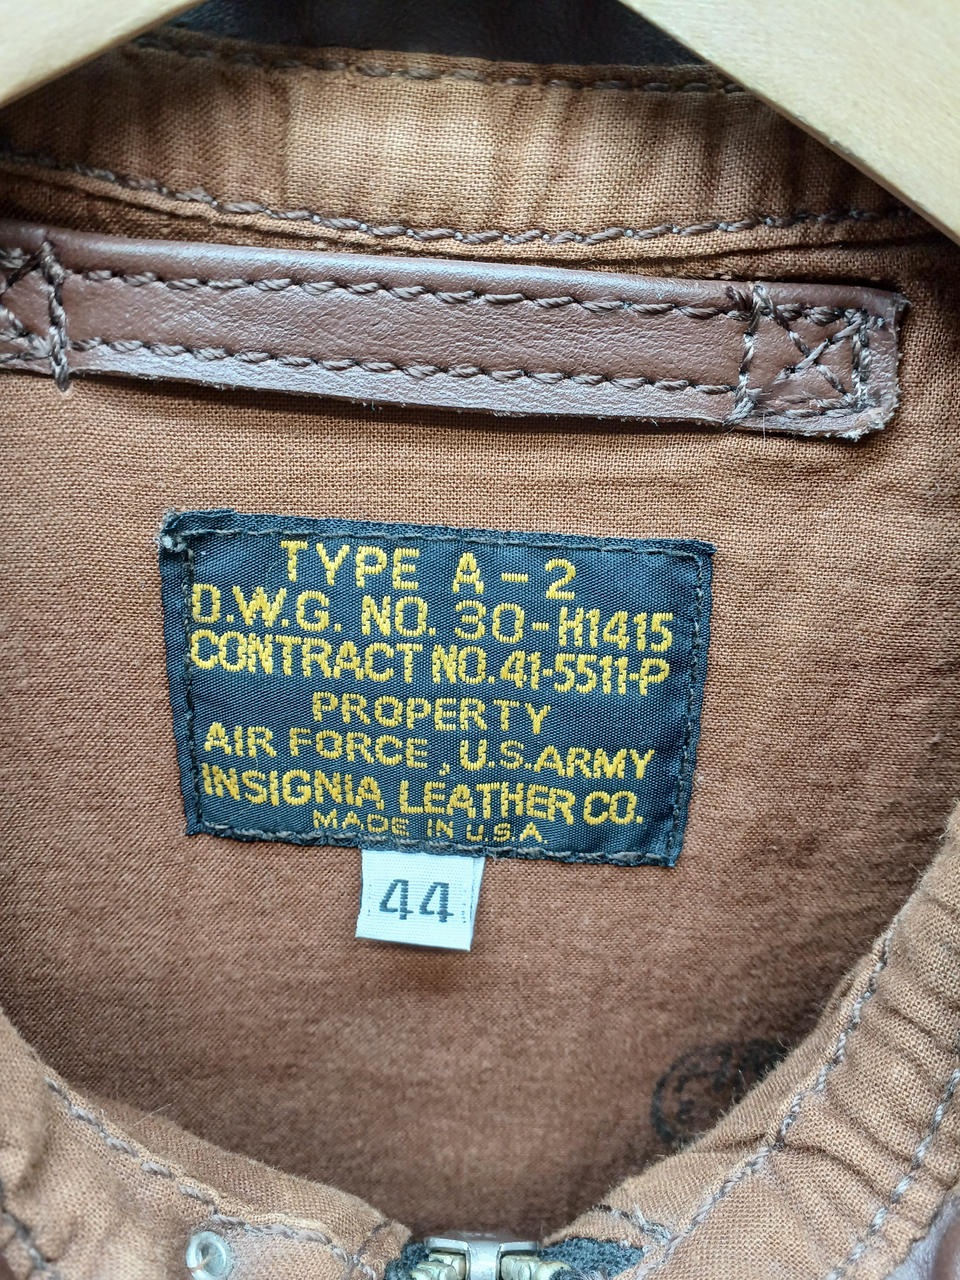 TYPE A-2
D.W.G. NO. 30-H1415
CONTRACT NO. 41-5511-P
PROPERTY
AIR FORCE, U.S.ARMY
INSIGNIA LEATHER CO.
MADE IN U.S.A.
44